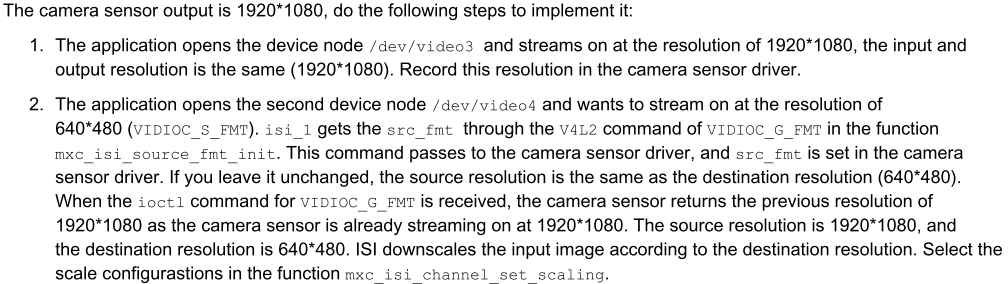 The camera sensor output is 1920*1080, do the following steps to implement it:
1. The application opens the device node /dev/video3 and streams on at the resolution of 1920*1080, the input and
output resolution is the same (1920*1080). Record this resolution in the camera sensor driver.
2. The application opens the second device node /dev/video4 and wants to stream on at the resolution of
640*480 (VIDIOC_S_FMT). isi_1 gets the src_fmt through the V4L2 command of VIDIOC_G_FMT in the function
mxc_isi_source_fmt_init. This command passes to the camera sensor driver, and src_fmt is set in the camera
sensor driver. If you leave it unchanged, the source resolution is the same as the destination resolution (640*480).
When the ioctl command for VIDIOC_G_FMT is received, the camera sensor returns the previous resolution of
1920*1080 as the camera sensor is already streaming on at 1920*1080. The source resolution is 1920*1080, and
the destination resolution is 640*480. ISI downscales the input image according to the destination resolution. Select the
scale configurastions in the function mxc_isi_channel_set_scaling.